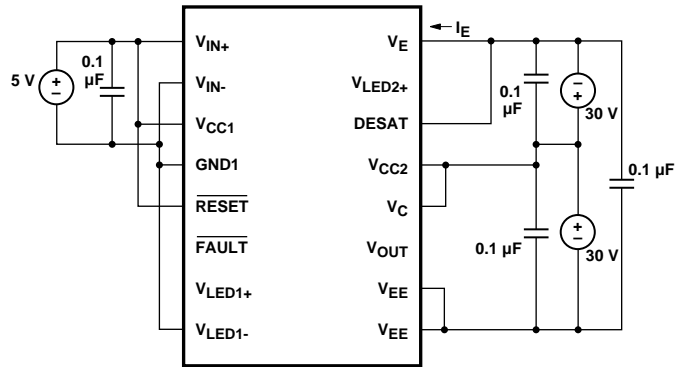 5 V
+
−
0.1
µF
V_IN+
V_IN-
V_CC1
GND1
RESET
FAULT
V_LED1+
V_LED1-
I_E
V_E
V_LED2+
DESAT
V_CC2
V_C
V_OUT
V_EE
V_EE
0.1
µF
−
+
30 V
0.1 µF
0.1 µF
+
−
30 V